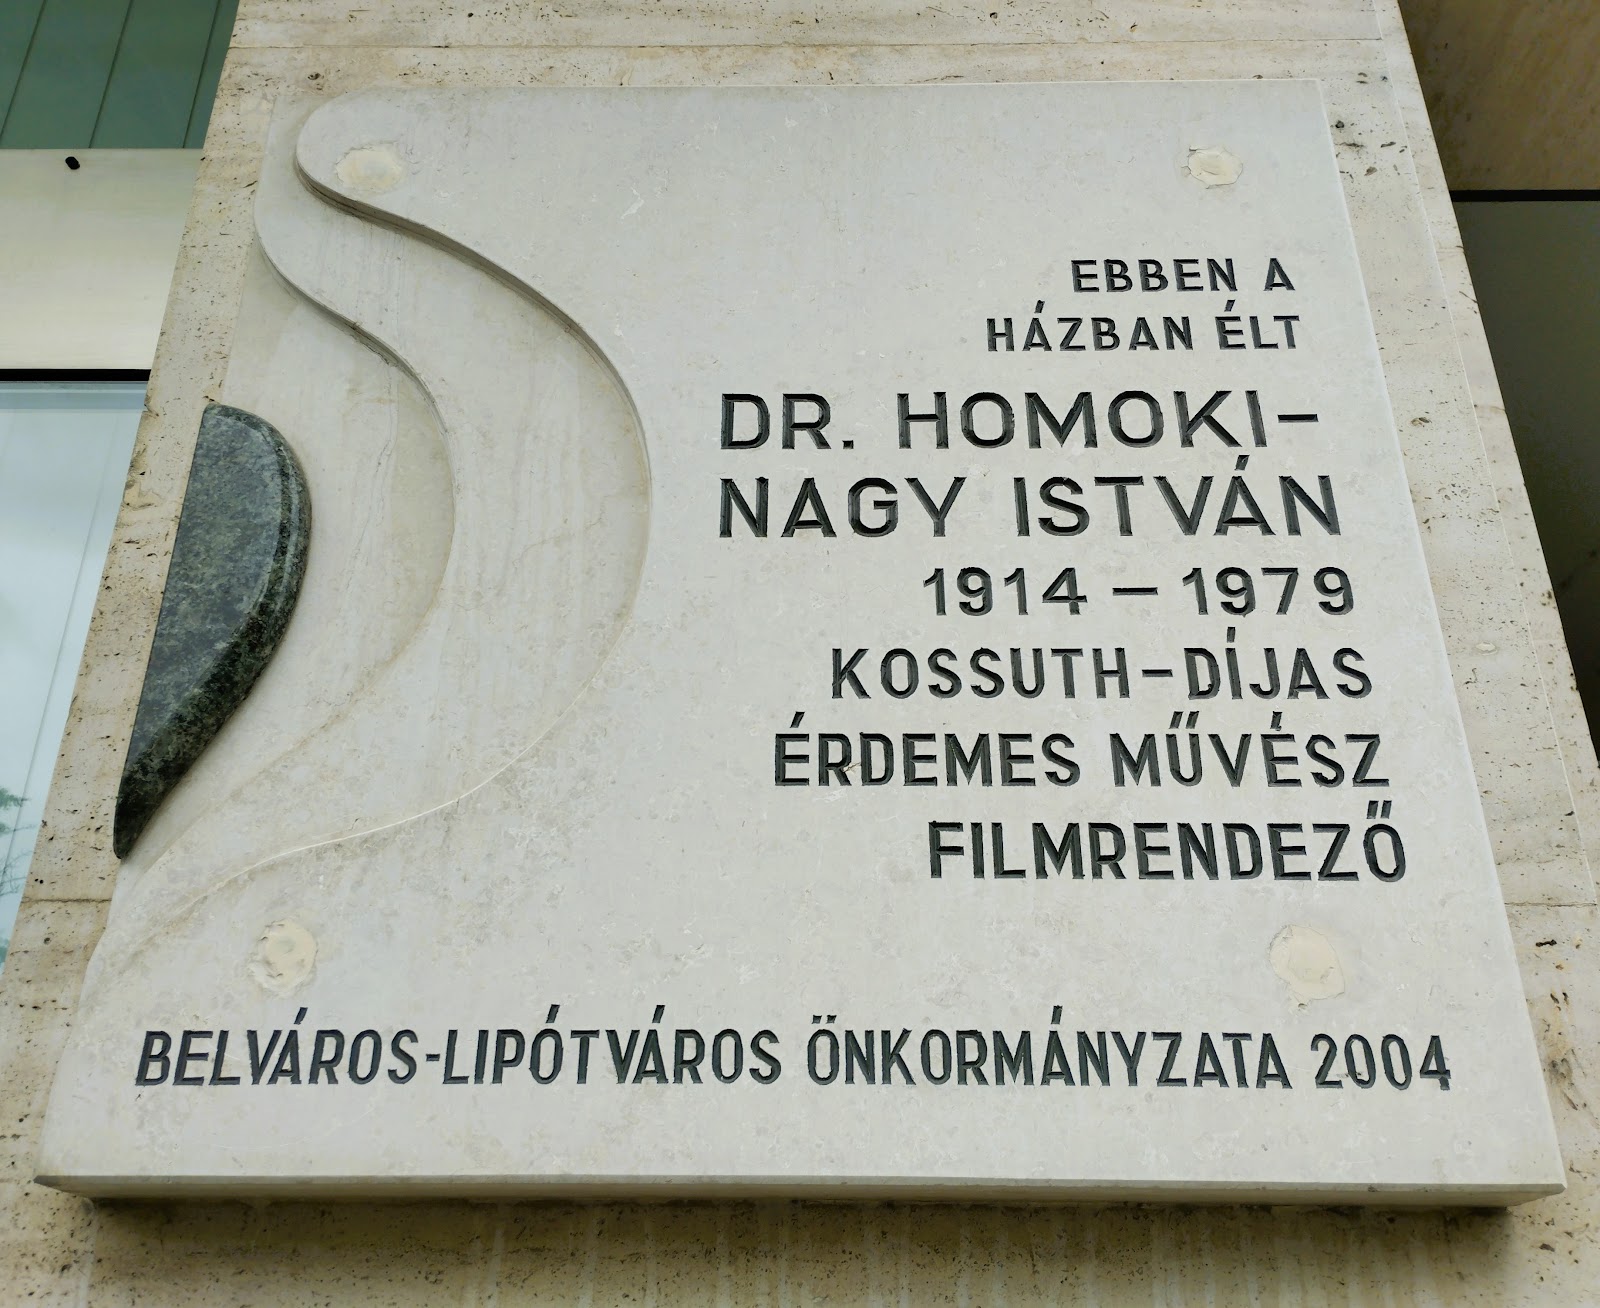 EBBEN A
HÁZBAN ÉLT
DR. HOMOKI-
NAGY ISTVÁN
1914 – 1979
KOSSUTH-DÍJAS
ÉRDEMES MŰVÉSZ
FILMRENDEZŐ
BELVÁROS-LIPÓTVÁROS ÖNKORMÁNYZATA 2004